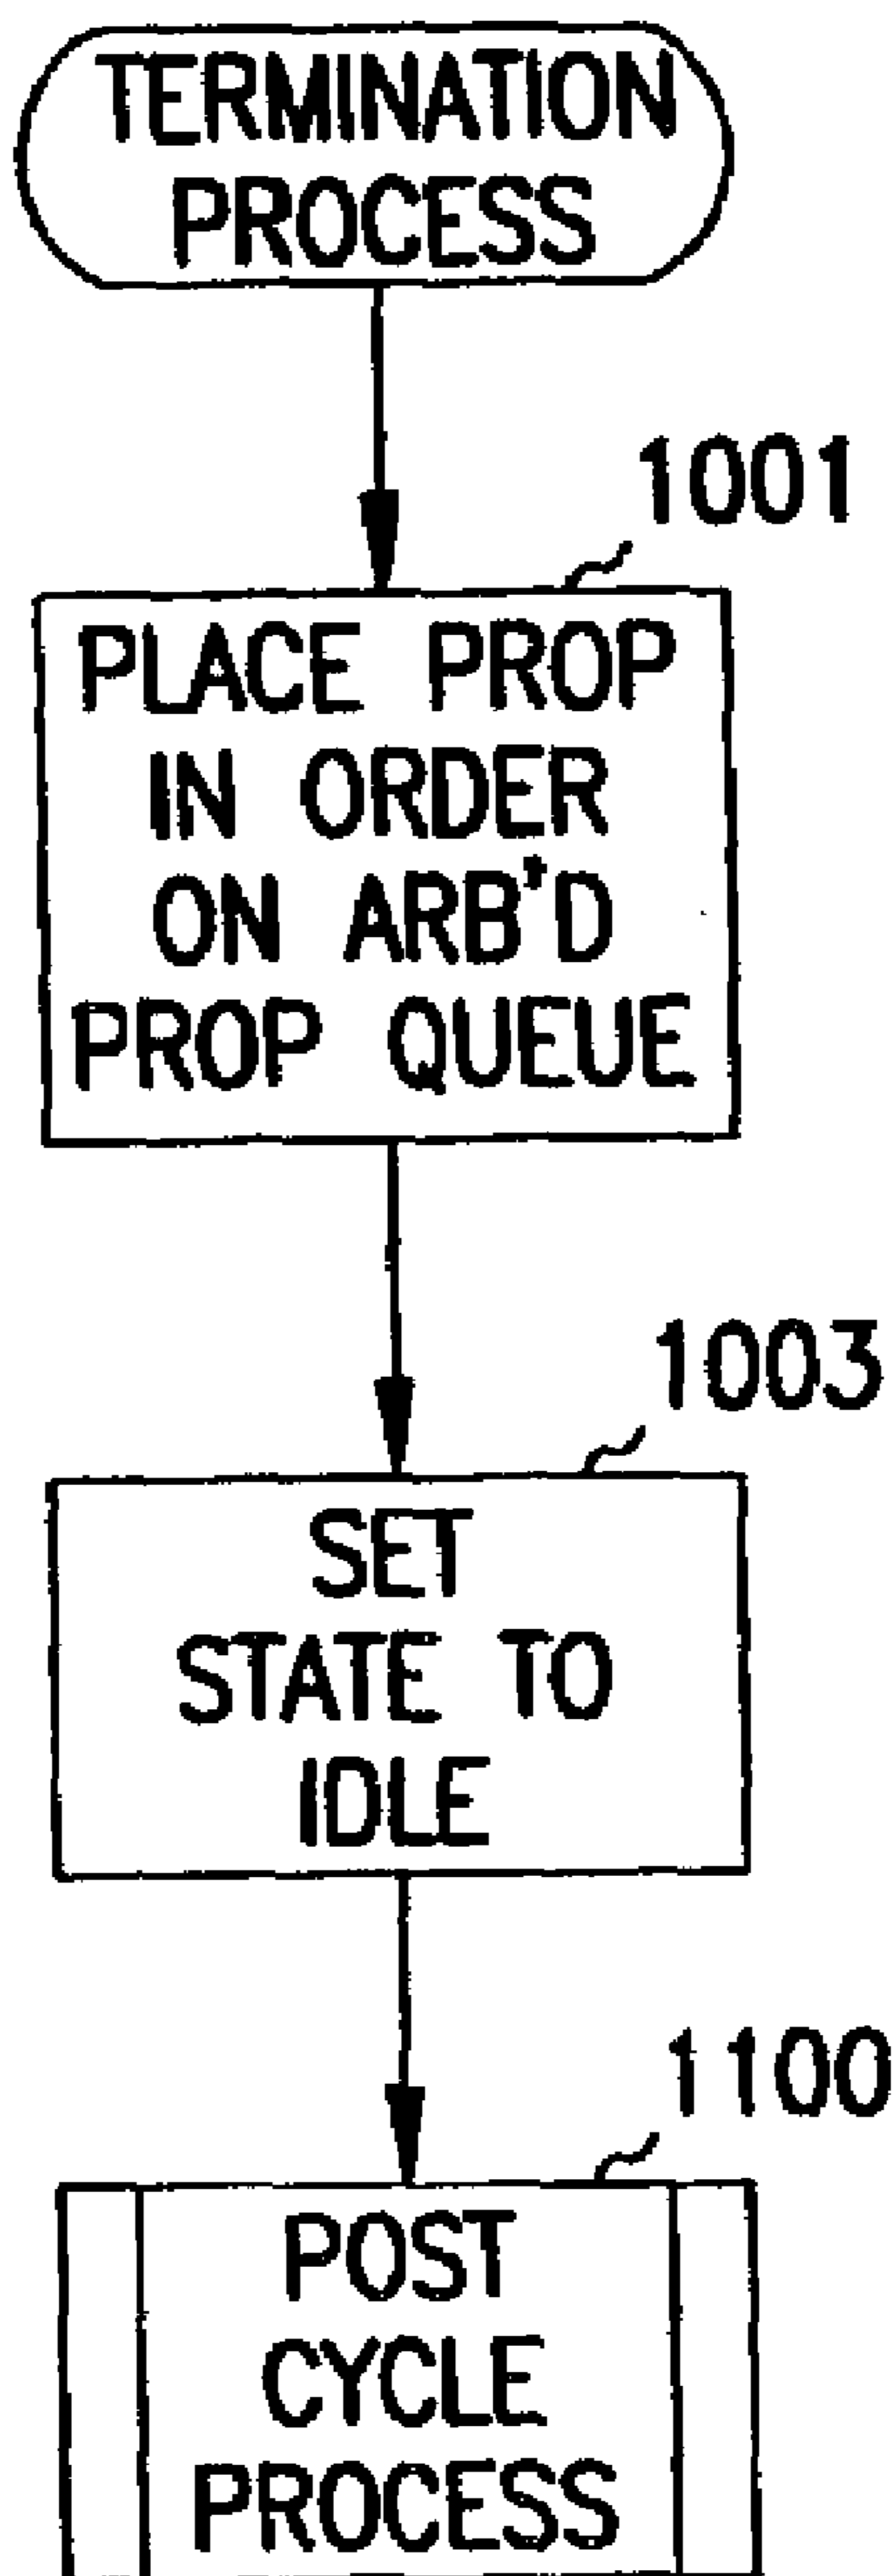 TERMINATION
PROCESS
1001
PLACE PROP
IN ORDER
ON ARB'D
PROP QUEUE
1003
SET
STATE TO
IDLE
1100
POST
CYCLE
PROCESS